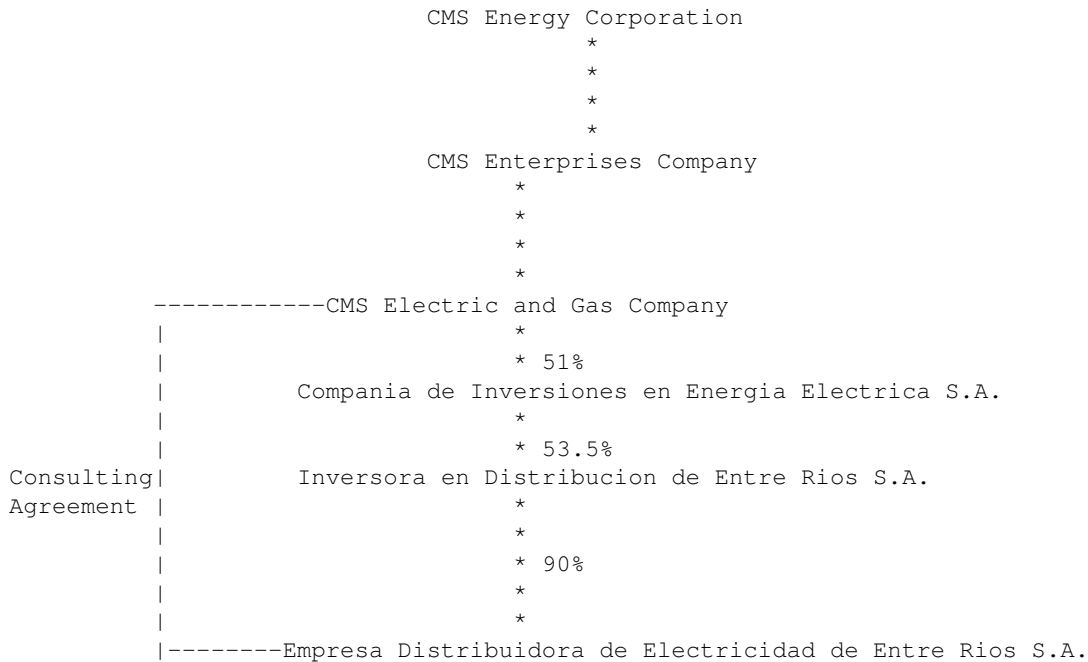 CMS Energy Corporation
*
*
*
*
CMS Enterprises Company
*
*
*
*
------------CMS Electric and Gas Company
| *
| * 51%
| Compania de Inversiones en Energia Electrica S.A.
| *
| * 53.5%
Consulting| Inversora en Distribucion de Entre Rios S.A.
Agreement | *
| *
| * 90%
| *
| *
|--------Empresa Distribuidora de Electricidad de Entre Rios S.A.